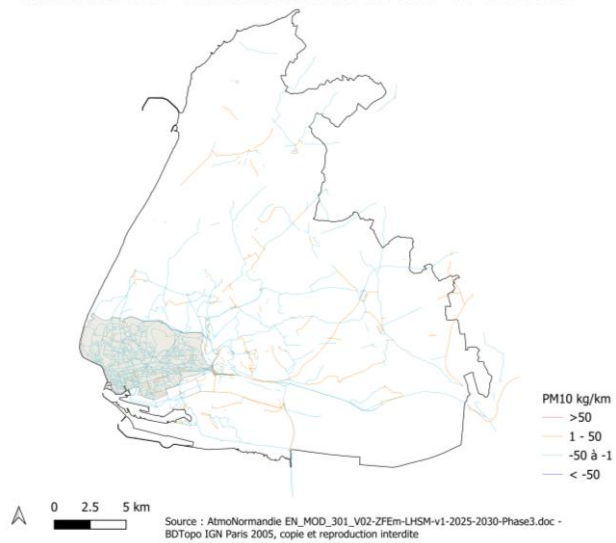 PM10 kg/km
>50
1 - 50
-50 à -1
< -50
0 2.5 5 km
Source : AtmoNormandie EN_MOD_301_V02-ZFEm-LHSM-v1-2025-2030-Phase3.doc -
BDTopo IGN Paris 2005, copie et reproduction interdite